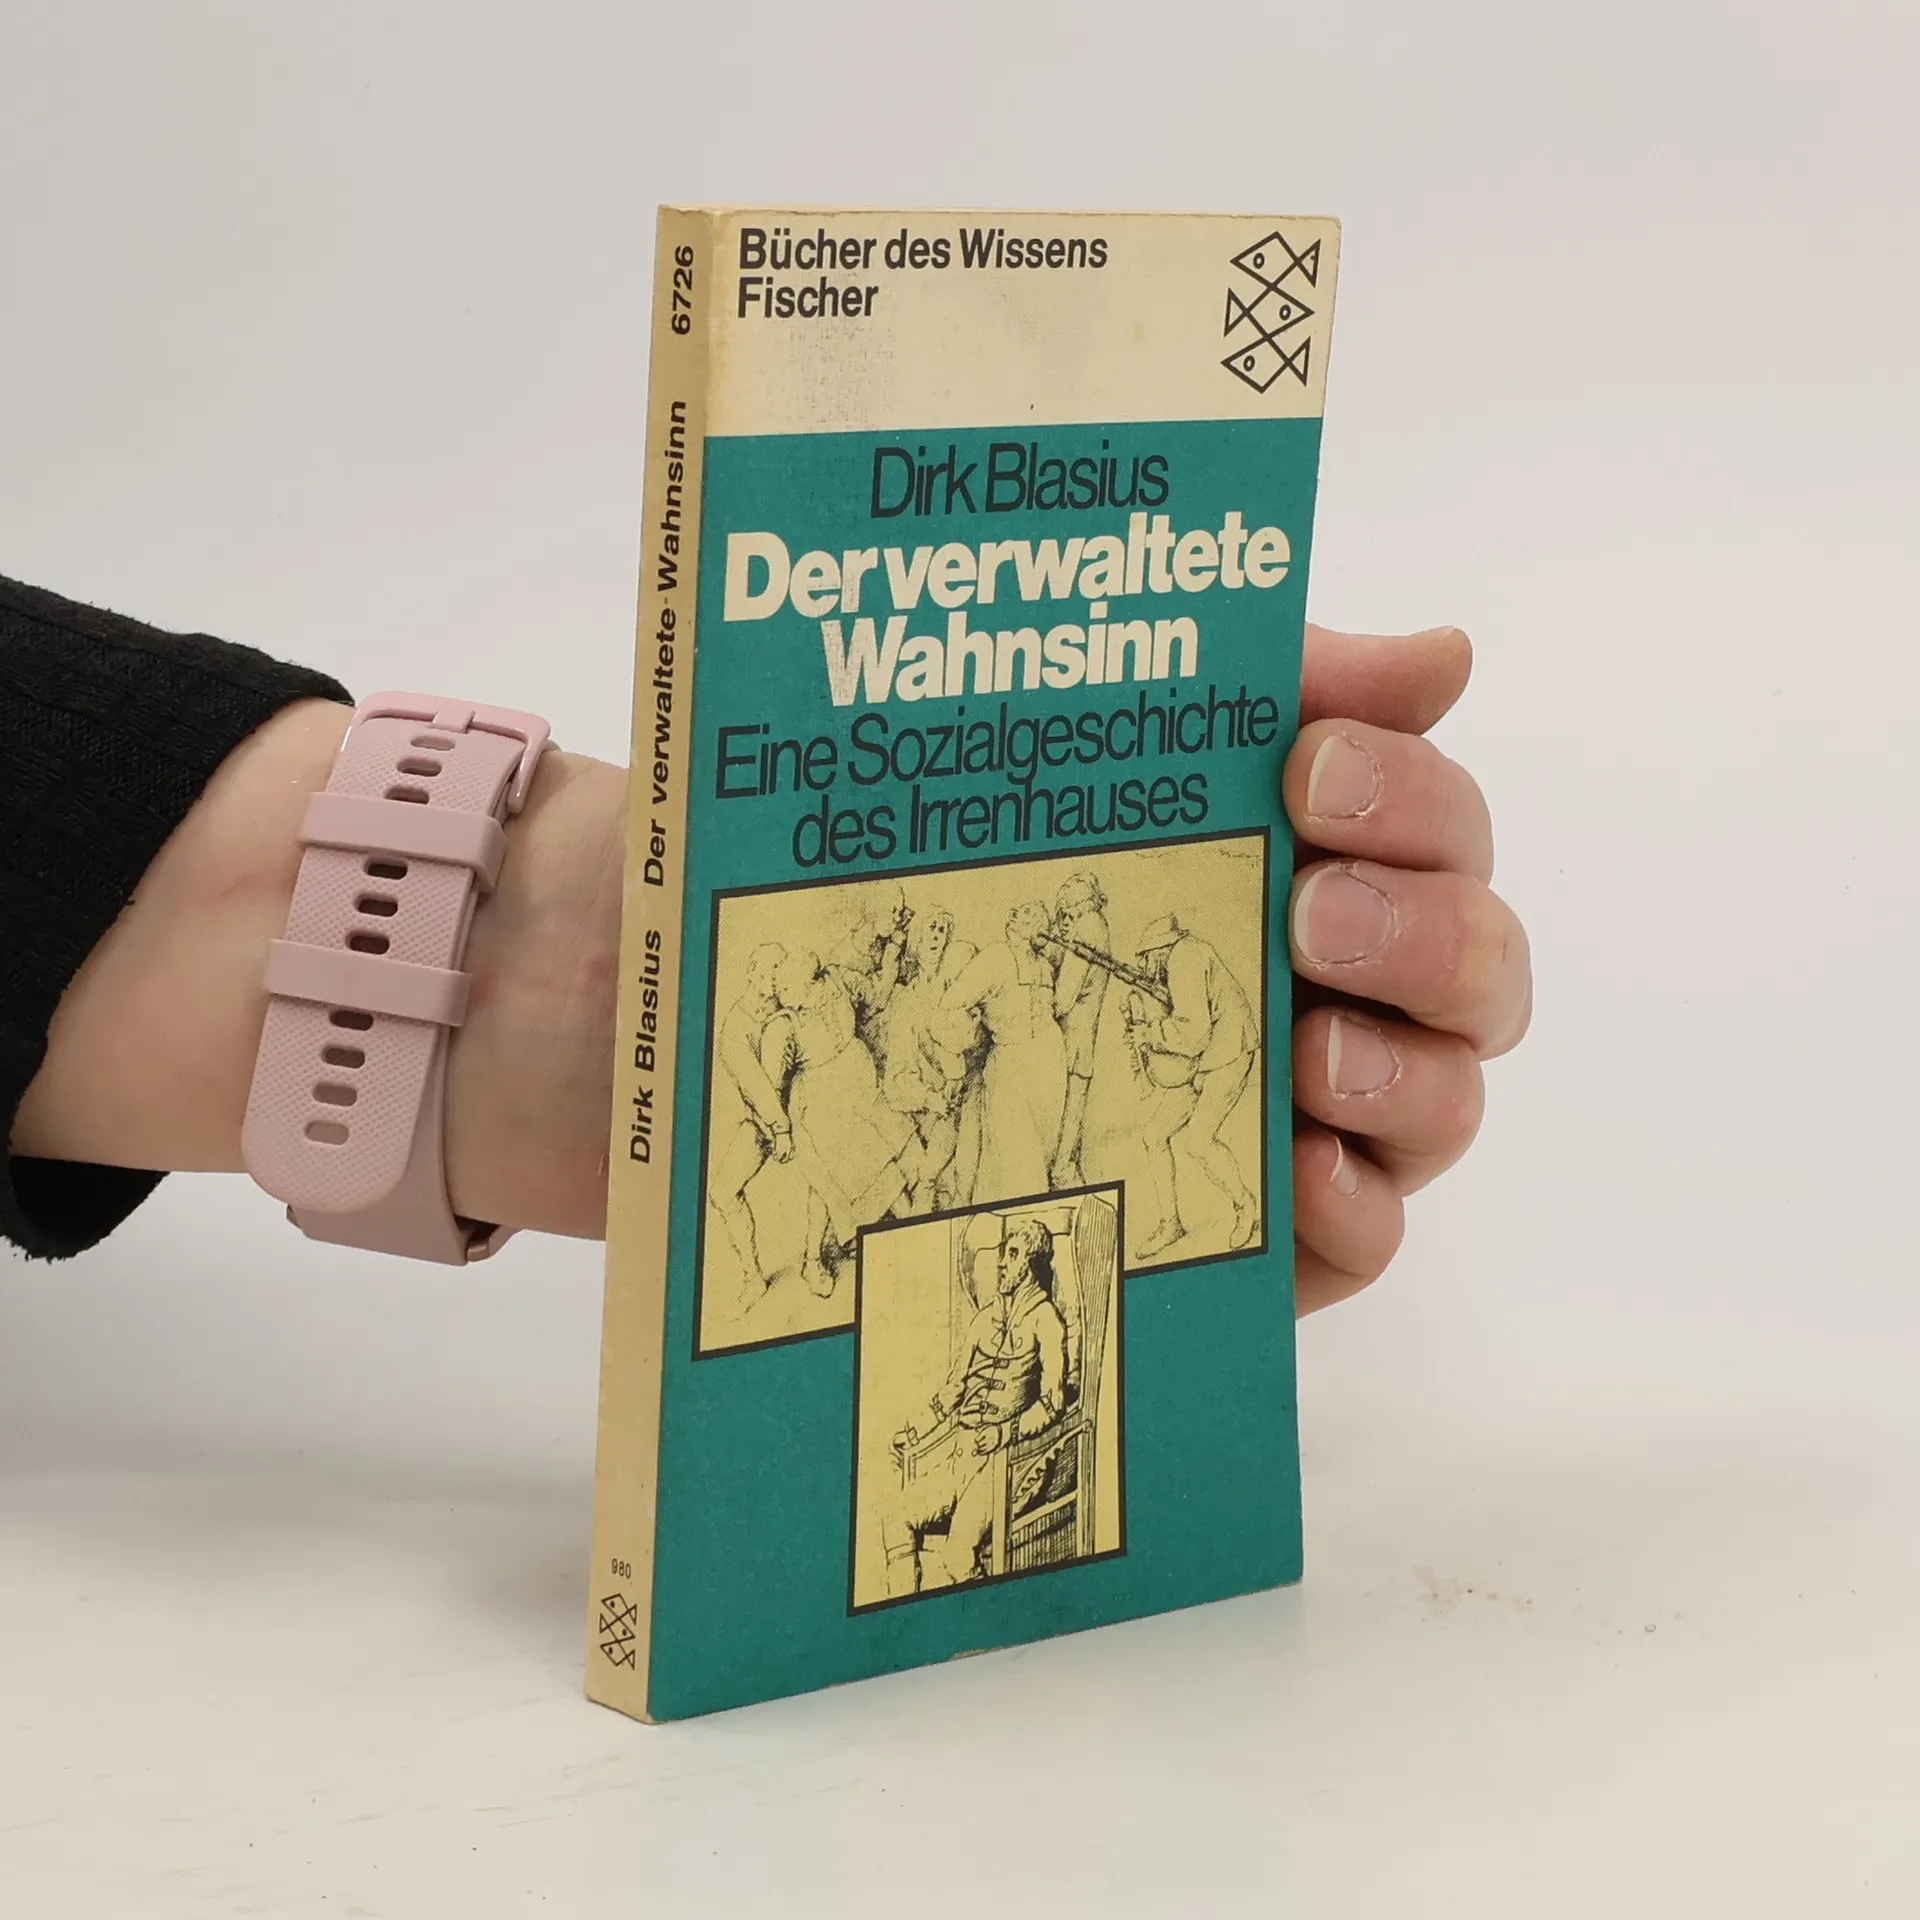 Bücher des Wissens
Fischer
Dirk Blasius
Der verwaltete
Wahnsinn
Eine Sozialgeschichte
des Irrenhauses
Dirk Blasius Der verwaltete Wahnsinn 6726
980